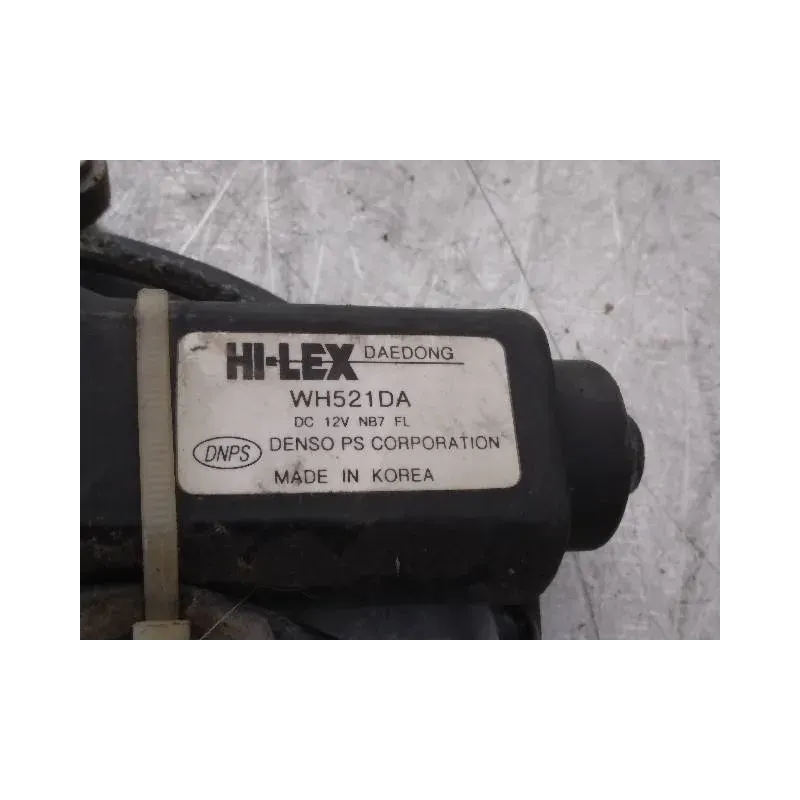 HI-LEX DAEDONG
WH521DA
DC 12V NB7 FL
DNPS DENSO PS CORPORATION
MADE IN KOREA